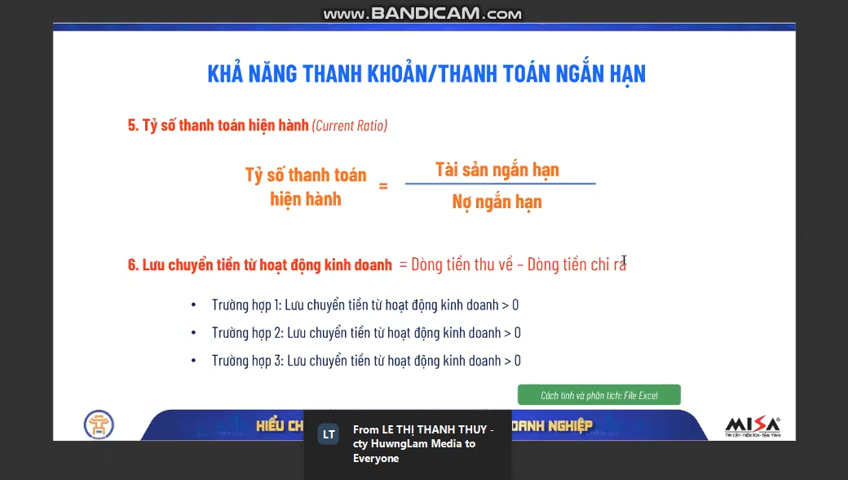 www.BANDICAM.com
KHẢ NĂNG THANH KHOẢN/THANH TOÁN NGẮN HẠN
5. Tỷ số thanh toán hiện hành (Current Ratio)
Tỷ số thanh toán hiện hành = Tài sản ngắn hạn
Nợ ngắn hạn
6. Lưu chuyển tiền từ hoạt động kinh doanh = Dòng tiền thu về – Dòng tiền chi ra
• Trường hợp 1: Lưu chuyển tiền từ hoạt động kinh doanh > 0
• Trường hợp 2: Lưu chuyển tiền từ hoạt động kinh doanh > 0
• Trường hợp 3: Lưu chuyển tiền từ hoạt động kinh doanh > 0
Cách tính và phân tích: File Excel
HIỂU CH
OANH NGHIỆP
MISA
LT
From LE THỊ THANH THUY -
cty HuwngLam Media to
Everyone